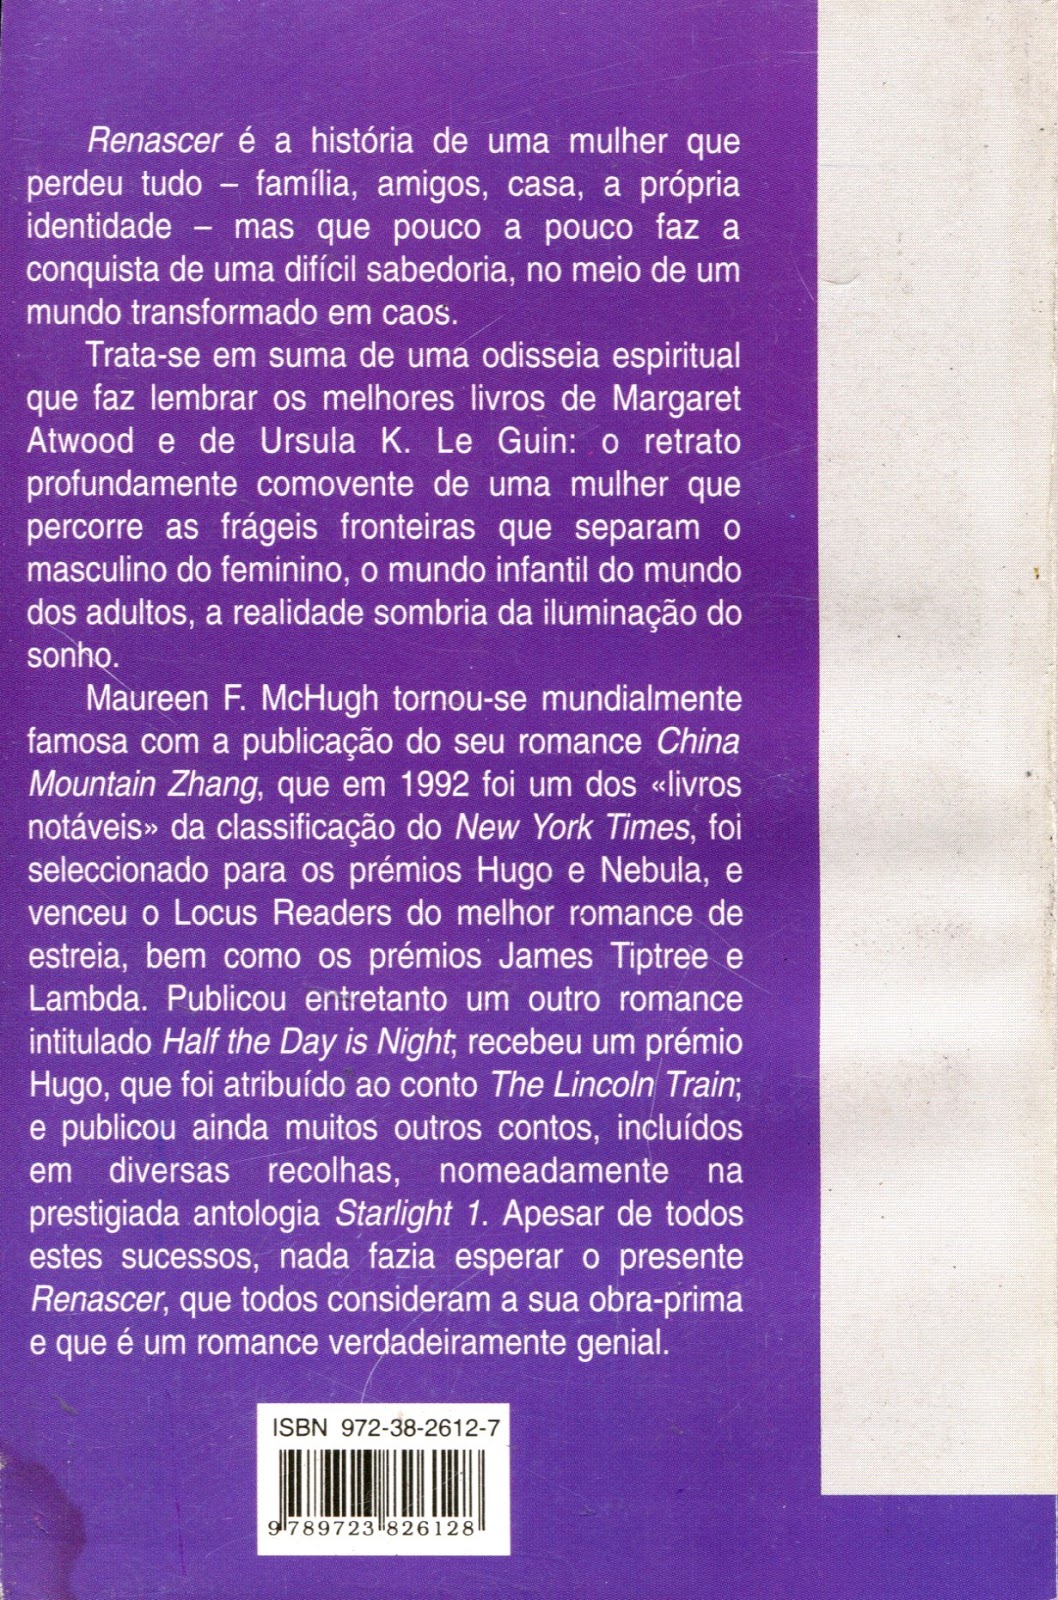 Renascer é a história de uma mulher que
perdeu tudo – família, amigos, casa, a própria
identidade – mas que pouco a pouco faz a
conquista de uma difícil sabedoria, no meio de um
mundo transformado em caos.
Trata-se em suma de uma odisseia espiritual
que faz lembrar os melhores livros de Margaret
Atwood e de Ursula K. Le Guin: o retrato
profundamente comovente de uma mulher que
percorre as frágeis fronteiras que separam o
masculino do feminino, o mundo infantil do mundo
dos adultos, a realidade sombria da iluminação do
sonho.
Maureen F. McHugh tornou-se mundialmente
famosa com a publicação do seu romance China
Mountain Zhang, que em 1992 foi um dos «livros
notáveis» da classificação do New York Times, foi
seleccionado para os prémios Hugo e Nebula, e
venceu o Locus Readers do melhor romance de
estreia, bem como os prémios James Tiptree e
Lambda. Publicou entretanto um outro romance
intitulado Half the Day is Night; recebeu um prémio
Hugo, que foi atribuído ao conto The Lincoln Train;
e publicou ainda muitos outros contos, incluídos
em diversas recolhas, nomeadamente na
prestigiada antologia Starlight 1. Apesar de todos
estes sucessos, nada fazia esperar o presente
Renascer, que todos consideram a sua obra-prima
e que é um romance verdadeiramente genial.
ISBN 972-38-2612-7
9 789723 826128